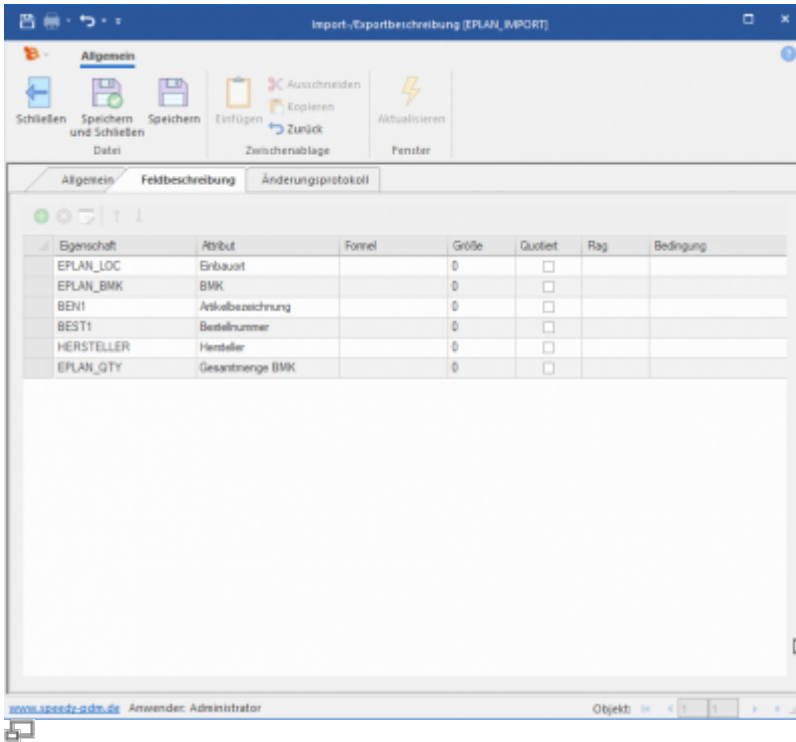 Import-/Exportbeschreibung [EPLAN_IMPORT]
Allgemein
Schließen
Speichern und Schließen
Speichern
Datei
Einfügen
Ausschneiden
Kopieren
Zurück
Zwischenablage
Aktualisieren
Fenster
Allgemein Feldbeschreibung Änderungsprotokoll
Eigenschaft Attribut Formel Größe Quotiert Flag Bedingung
EPLAN_LOC Einbauort 0
EPLAN_BMK BMK 0
BEN1 Artikelbezeichnung 0
BEST1 Bestellnummer 0
HERSTELLER Hersteller 0
EPLAN_QTY Gesamtmenge BMK 0
www.speedy-pdm.de Anwender: Administrator Objekt: 1 1